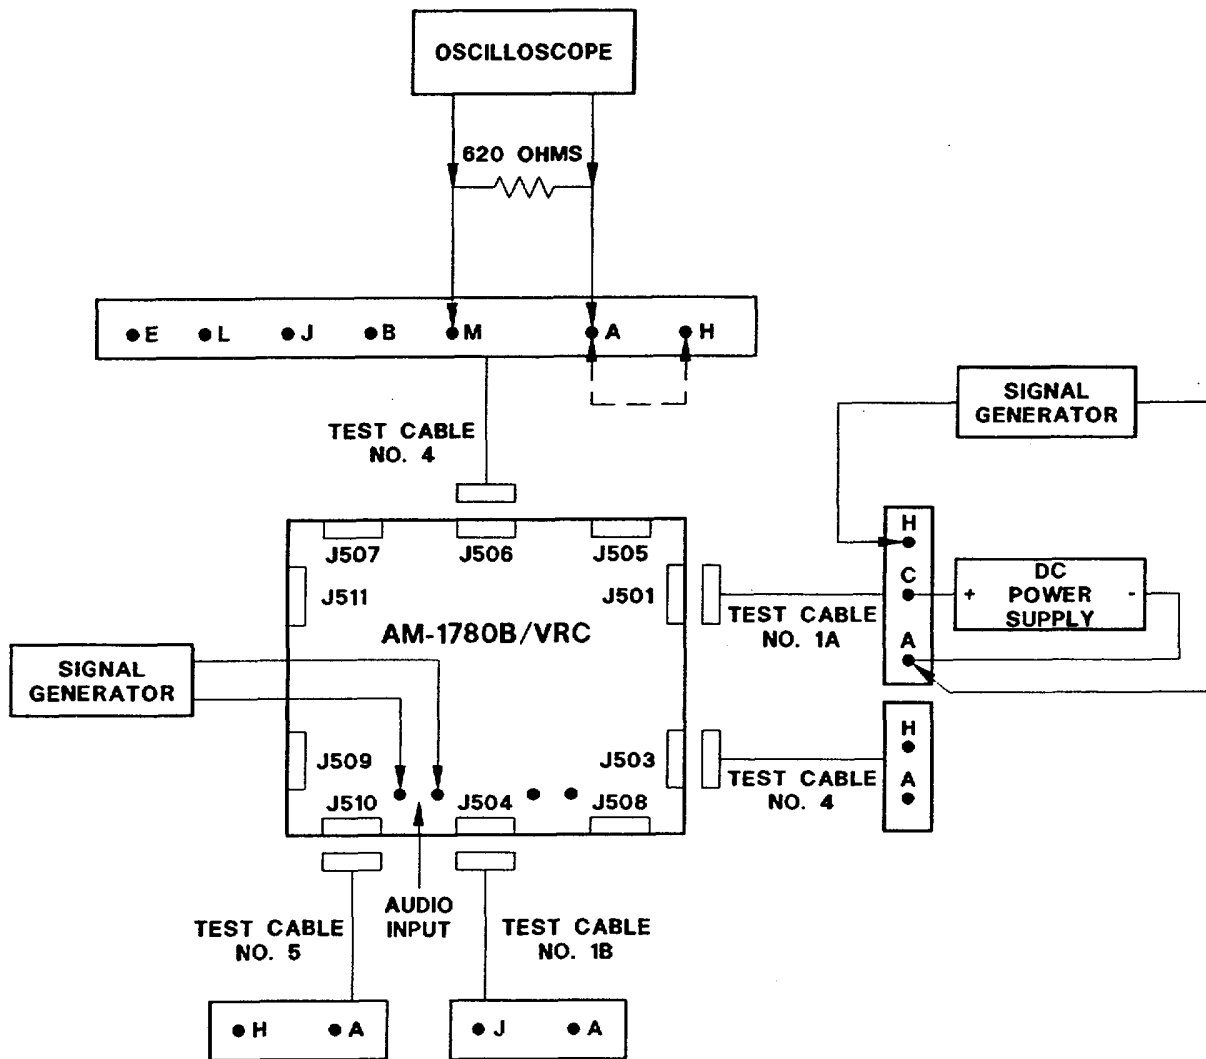 OSCILLOSCOPE
620 OHMS
E L J B M A H
TEST CABLE
NO. 4
SIGNAL
GENERATOR
J507
J506
J505
J511
J501
AM-1780B/VRC
TEST CABLE
NO. 1A
H
C
A
+
DC
POWER
SUPPLY
-
SIGNAL
GENERATOR
J509
J510
J504
J508
J503
TEST CABLE
NO. 4
H
A
AUDIO
INPUT
TEST CABLE
NO. 5
TEST CABLE
NO. 1B
H A
J A